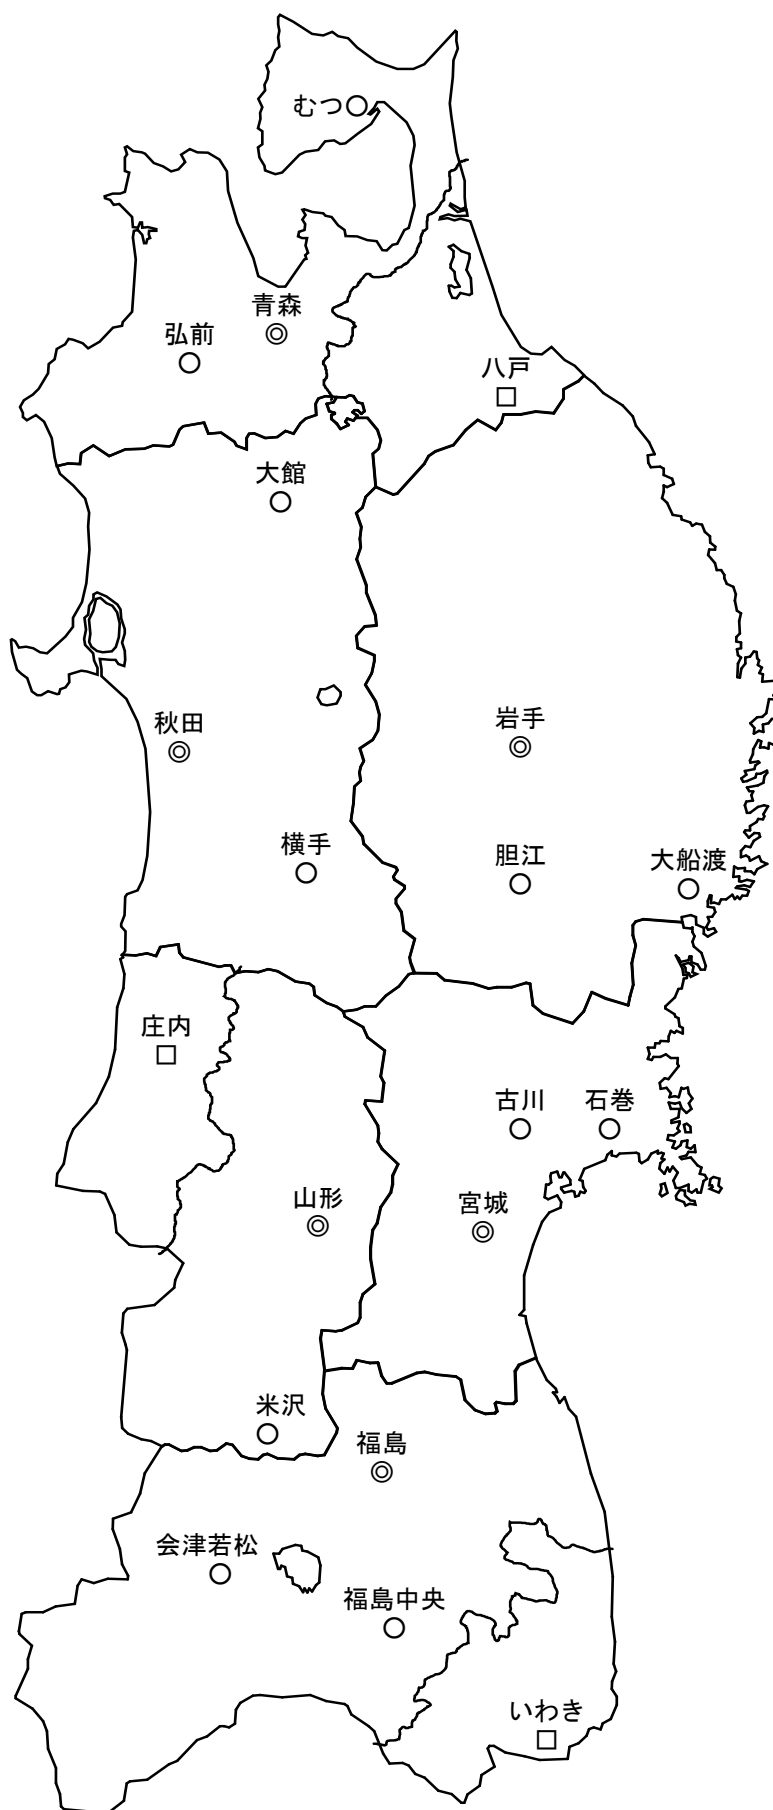 むつ
青森
弘前
八戸
大館
秋田
岩手
横手
胆江
大船渡
庄内
古川
石巻
山形
宮城
米沢
福島
会津若松
福島中央
いわき